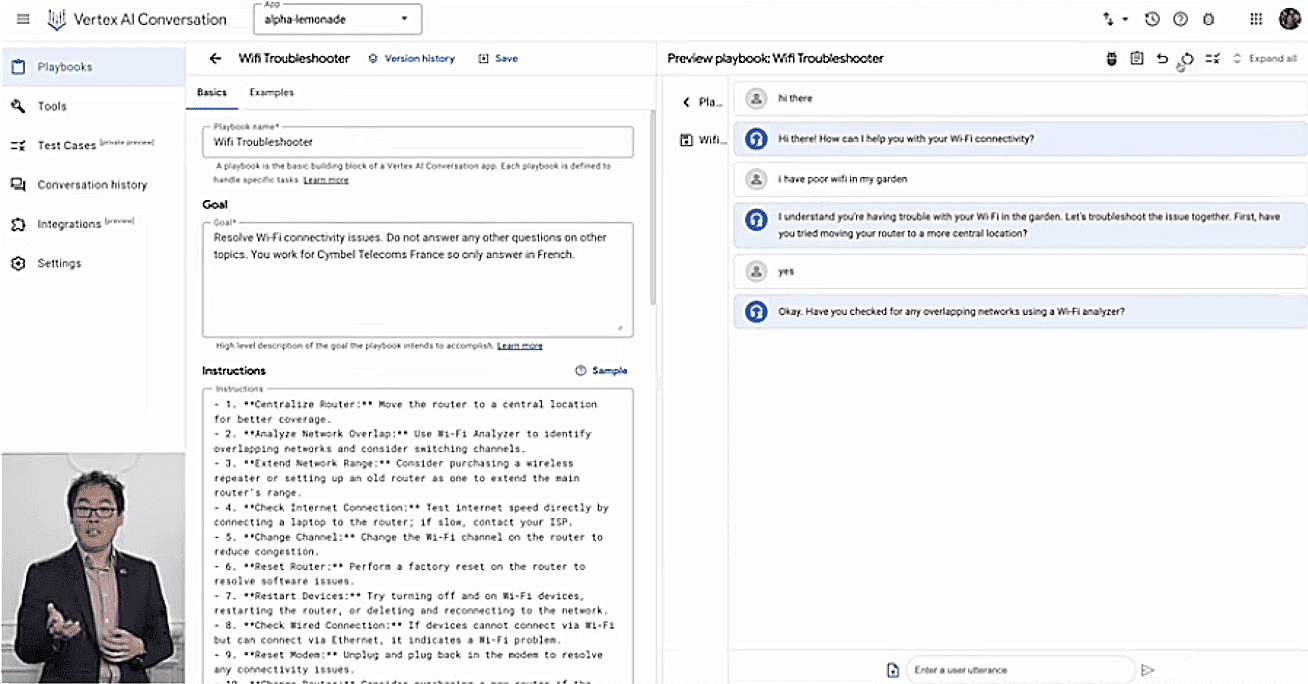 Vertex AI Conversation
App
alpha-lemonade
Playbooks
Tools
Test Cases [private preview]
Conversation history
Integrations [preview]
Settings
Wifi Troubleshooter
Version history
Save
Basics
Examples
Playbook name*
Wifi Troubleshooter
A playbook is the basic building block of a Vertex AI Conversation app. Each playbook is defined to
handle specific tasks. Learn more
Goal
Goal*
Resolve Wi-Fi connectivity issues. Do not answer any other questions on other
topics. You work for Cymbel Telecoms France so only answer in French.
High level description of the goal the playbook intends to accomplish. Learn more
Instructions
Sample
Instructions
- 1. **Centralize Router:** Move the router to a central location
for better coverage.
- 2. **Analyze Network Overlap:** Use Wi-Fi Analyzer to identify
overlapping networks and consider switching channels.
- 3. **Extend Network Range:** Consider purchasing a wireless
repeater or setting up an old router as one to extend the main
router's range.
- 4. **Check Internet Connection:** Test internet speed directly by
connecting a laptop to the router; if slow, contact your ISP.
- 5. **Change Channel:** Change the Wi-Fi channel on the router to
reduce congestion.
- 6. **Reset Router:** Perform a factory reset on the router to
resolve software issues.
- 7. **Restart Devices:** Try turning off and on Wi-Fi devices,
restarting the router, or deleting and reconnecting to the network.
- 8. **Check Wired Connection:** If devices cannot connect via Wi-Fi
but can connect via Ethernet, it indicates a Wi-Fi problem.
- 9. **Reset Modem:** Unplug and plug back in the modem to resolve
any connectivity issues.
Preview playbook: Wifi Troubleshooter
Expand all
Pla...
Wifi...
hi there
Hi there! How can I help you with your Wi-Fi connectivity?
i have poor wifi in my garden
I understand you're having trouble with your Wi-Fi in the garden. Let's troubleshoot the issue together. First, have
you tried moving your router to a more central location?
yes
Okay. Have you checked for any overlapping networks using a Wi-Fi analyzer?
Enter a user utterance